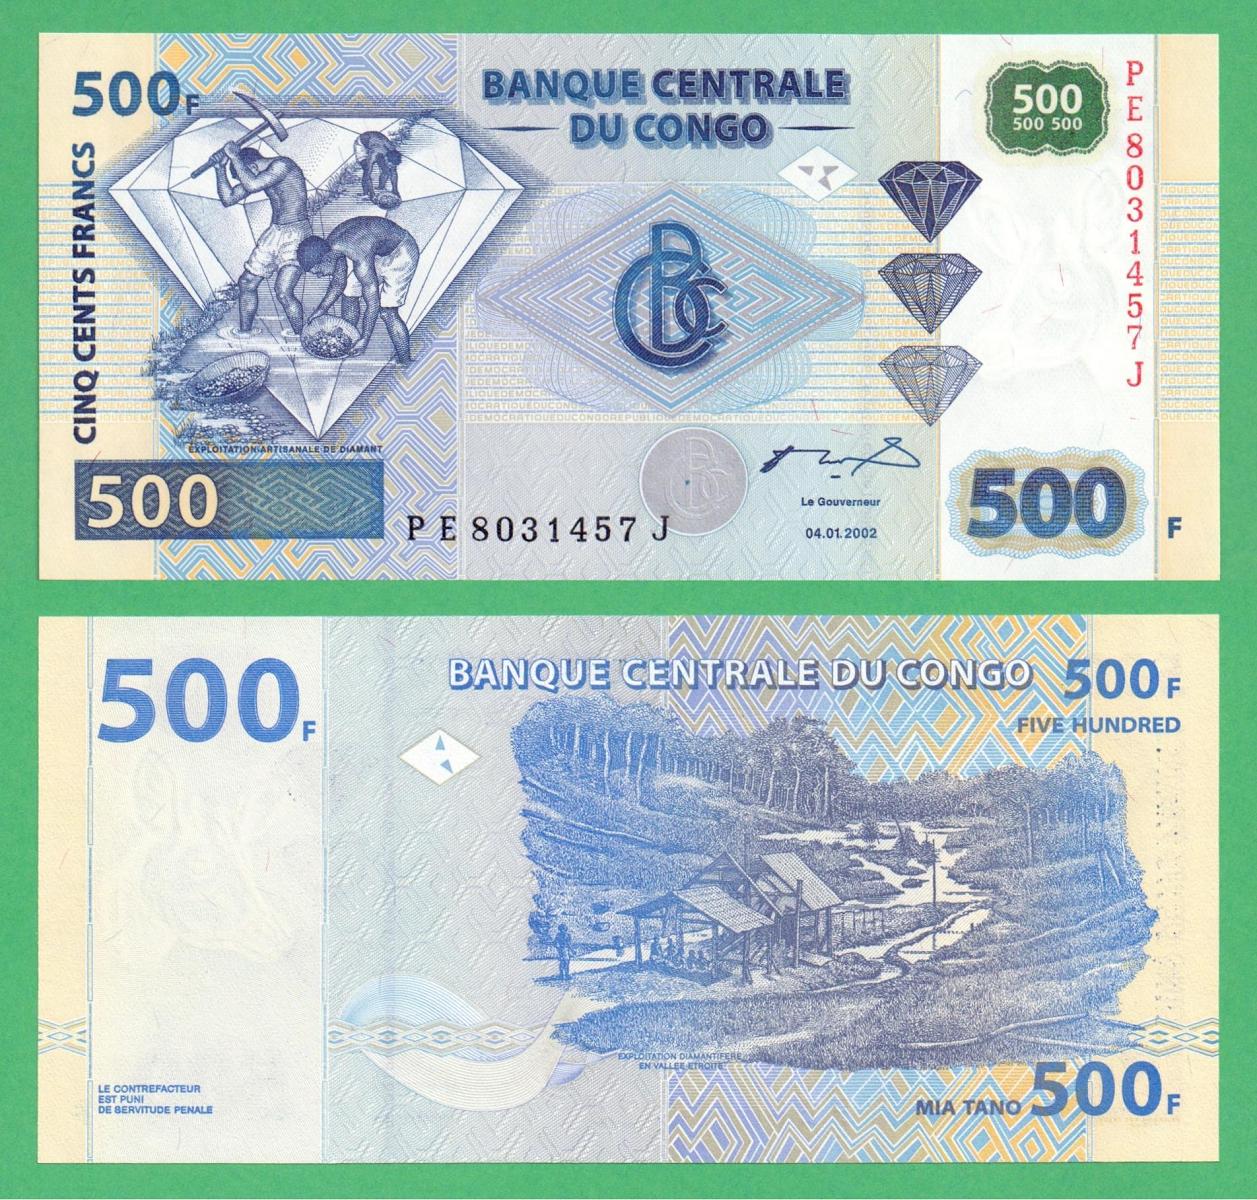 500F
CINQ CENTS FRANCS
BANQUE CENTRALE
DU CONGO
500
500 500
PE8031457J
BCC
EXPLOITATION ARTISANALE DE DIAMANT
500
PE8031457J
Le Gouverneur
04.01.2002
500 F
500F
BANQUE CENTRALE DU CONGO
500F
FIVE HUNDRED
EXPLOITATION DIAMANTIFERE
EN VALLEE ETROITE
LE CONTREFACTEUR
EST PUNI
DE SERVITUDE PENALE
MIA TANO 500F